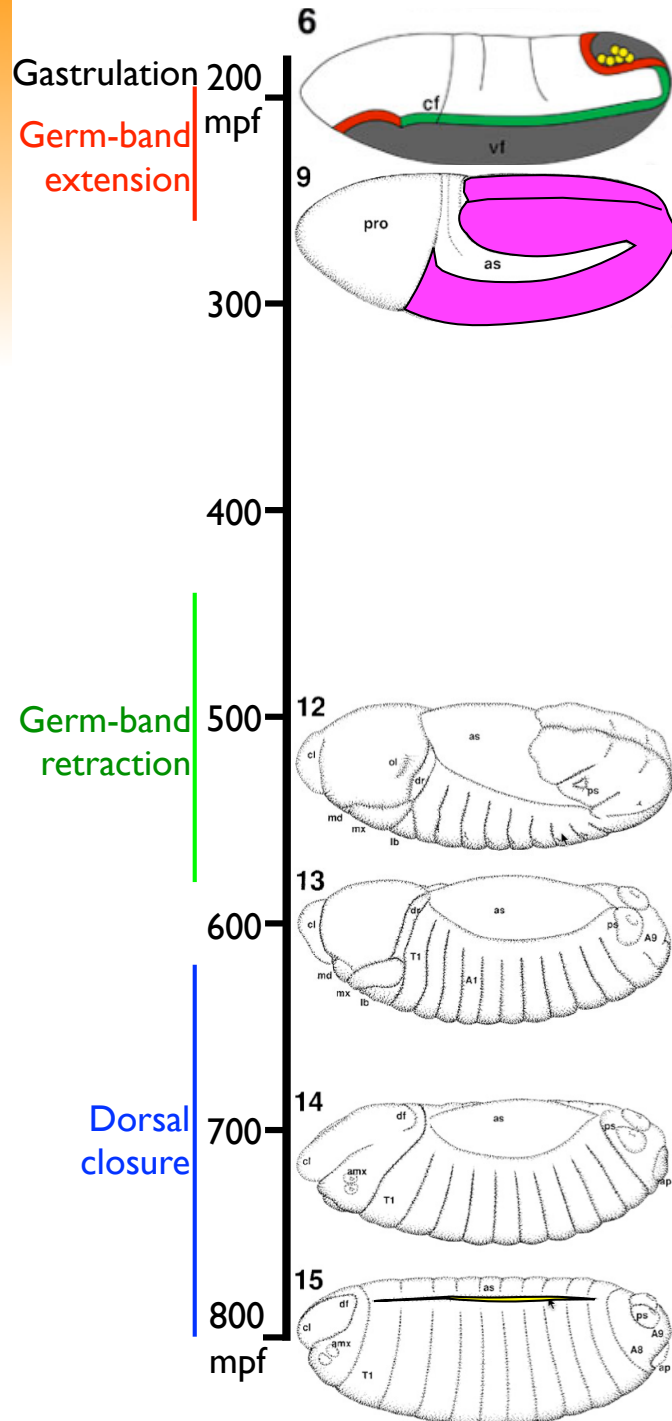 6
Gastrulation
200
mpf
Germ-band
extension
cf
vf
9
pro
as
300
400
Germ-band
retraction
500
12
cl
ol
as
dr
ps
md
mx
lb
13
600
cl
dr
as
ps
T1
A1
A9
md
mx
lb
Dorsal
closure
14
700
df
as
ps
cl
amx
T1
ap
15
800
mpf
df
as
ps
cl
amx
A9
A8
T1
ap